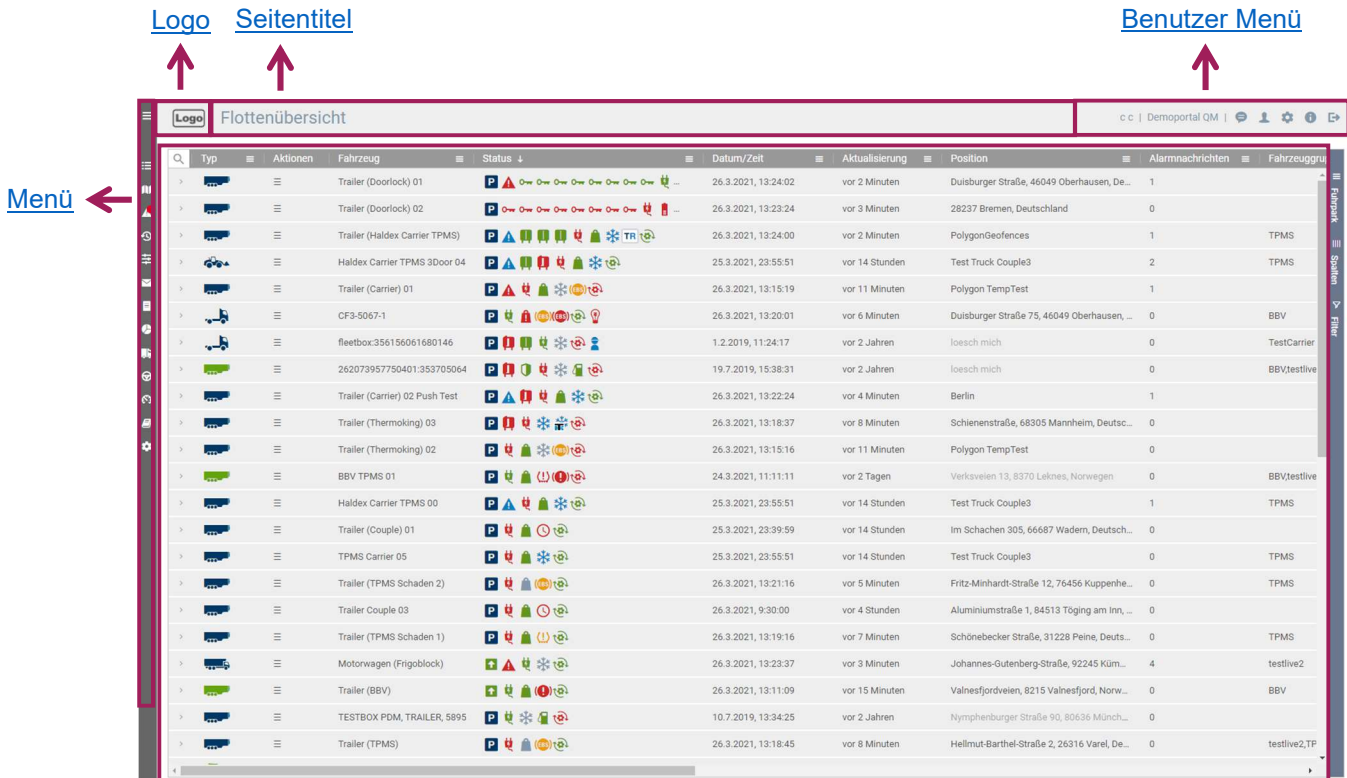 Logo Seitentitel Benutzer Menü
Logo Flottenübersicht c c | Demoportal QM |
Menü
Typ Aktionen Fahrzeug Status ↓ Datum/Zeit Aktualisierung Position Alarmnachrichten Fahrzeuggru
Trailer (Doorlock) 01 P ... 26.3.2021, 13:24:02 vor 2 Minuten Duisburger Straße, 46049 Oberhausen, De... 1
Trailer (Doorlock) 02 P ... 26.3.2021, 13:23:24 vor 3 Minuten 28237 Bremen, Deutschland 0
Trailer (Haldex Carrier TPMS) P TR 26.3.2021, 13:24:00 vor 2 Minuten PolygonGeofences 1 TPMS
Haldex Carrier TPMS 3Door 04 P 25.3.2021, 23:55:51 vor 14 Stunden Test Truck Couple3 2 TPMS
Trailer (Carrier) 01 P EBS 26.3.2021, 13:15:19 vor 11 Minuten Polygon TempTest 1
CF3-5067-1 P EBS EBS 26.3.2021, 13:20:01 vor 6 Minuten Duisburger Straße 75, 46049 Oberhausen, ... 0 BBV
fleetbox:356156061680146 P 1.2.2019, 11:24:17 vor 2 Jahren loesch mich 0 TestCarrier
262073957750401:353705064 P 19.7.2019, 15:38:31 vor 2 Jahren loesch mich 0 BBV,testlive
Trailer (Carrier) 02 Push Test P 26.3.2021, 13:22:24 vor 4 Minuten Berlin 1
Trailer (Thermoking) 03 P 26.3.2021, 13:18:37 vor 8 Minuten Schienenstraße, 68305 Mannheim, Deutsc... 0
Trailer (Thermoking) 02 P EBS 26.3.2021, 13:15:16 vor 11 Minuten Polygon TempTest 0
BBV TPMS 01 P 24.3.2021, 11:11:11 vor 2 Tagen Verksveien 13, 8370 Leknes, Norwegen 0 BBV,testlive
Haldex Carrier TPMS 00 P 25.3.2021, 23:55:51 vor 14 Stunden Test Truck Couple3 1 TPMS
Trailer (Couple) 01 P 25.3.2021, 23:39:59 vor 14 Stunden Im Schachen 305, 66687 Wadern, Deutsch... 0
TPMS Carrier 05 P 25.3.2021, 23:55:51 vor 14 Stunden Test Truck Couple3 0 TPMS
Trailer (TPMS Schaden 2) P EBS 26.3.2021, 13:21:16 vor 5 Minuten Fritz-Minhardt-Straße 12, 76456 Kuppenhe... 0 TPMS
Trailer Couple 03 P 26.3.2021, 9:30:00 vor 4 Stunden Aluminiumstraße 1, 84513 Töging am Inn, ... 0
Trailer (TPMS Schaden 1) P 26.3.2021, 13:19:16 vor 7 Minuten Schönebecker Straße, 31228 Peine, Deuts... 0 TPMS
Motorwagen (Frigoblock) 26.3.2021, 13:23:37 vor 3 Minuten Johannes-Gutenberg-Straße, 92245 Küm... 4 testlive2
Trailer (BBV) 26.3.2021, 13:11:09 vor 15 Minuten Valnesfjordveien, 8215 Valnesfjord, Norw... 0 BBV
TESTBOX PDM, TRAILER, 5895 P 10.7.2019, 13:34:25 vor 2 Jahren Nymphenburger Straße 90, 80636 Münch... 0
Trailer (TPMS) P EBS 26.3.2021, 13:18:45 vor 8 Minuten Hellmut-Barthel-Straße 2, 26316 Varel, De... 0 testlive2,TP
Fuhrpark
Spalten
Filter